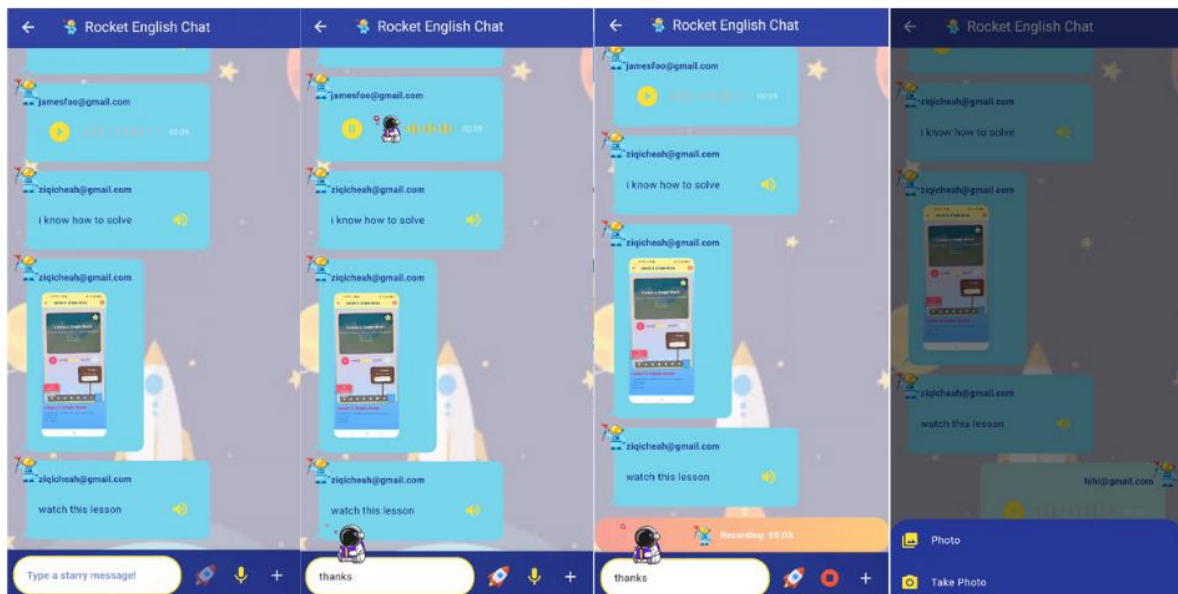 Rocket English Chat
jamesfoo@gmail.com
00:09
ziqicheah@gmail.com
i know how to solve
ziqicheah@gmail.com
ziqicheah@gmail.com
watch this lesson
Type a starry message!
Rocket English Chat
jamesfoo@gmail.com
00:09
ziqicheah@gmail.com
i know how to solve
ziqicheah@gmail.com
ziqicheah@gmail.com
watch this lesson
thanks
Rocket English Chat
jamesfoo@gmail.com
00:09
ziqicheah@gmail.com
i know how to solve
ziqicheah@gmail.com
ziqicheah@gmail.com
watch this lesson
Recording: 00:03
thanks
Rocket English Chat
ziqicheah@gmail.com
i know how to solve
ziqicheah@gmail.com
ziqicheah@gmail.com
watch this lesson
hihi@gmail.com
Photo
Take Photo